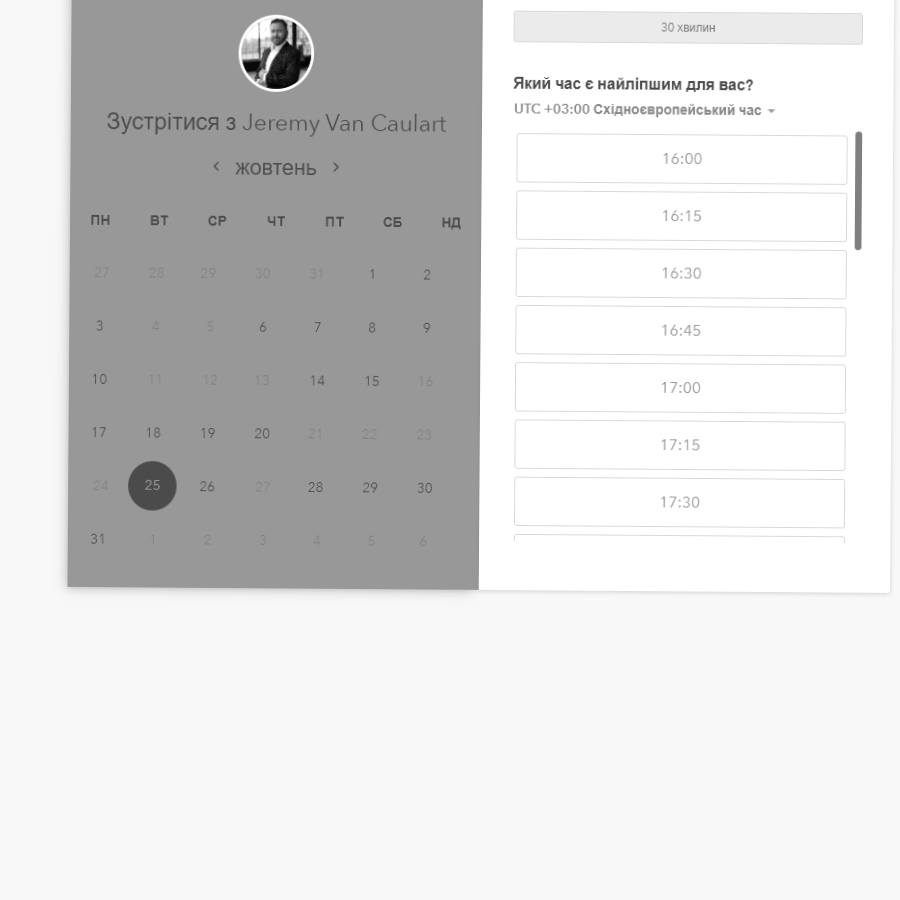 Зустрітися з Jeremy Van Caulart
жовтень
ПН ВТ СР ЧТ ПТ СБ НД
27 28 29 30 31 1 2
3 4 5 6 7 8 9
10 11 12 13 14 15 16
17 18 19 20 21 22 23
24 25 26 27 28 29 30
31 1 2 3 4 5 6
30 хвилин
Який час є найліпшим для вас?
UTC +03:00 Східноєвропейський час
16:00
16:15
16:30
16:45
17:00
17:15
17:30